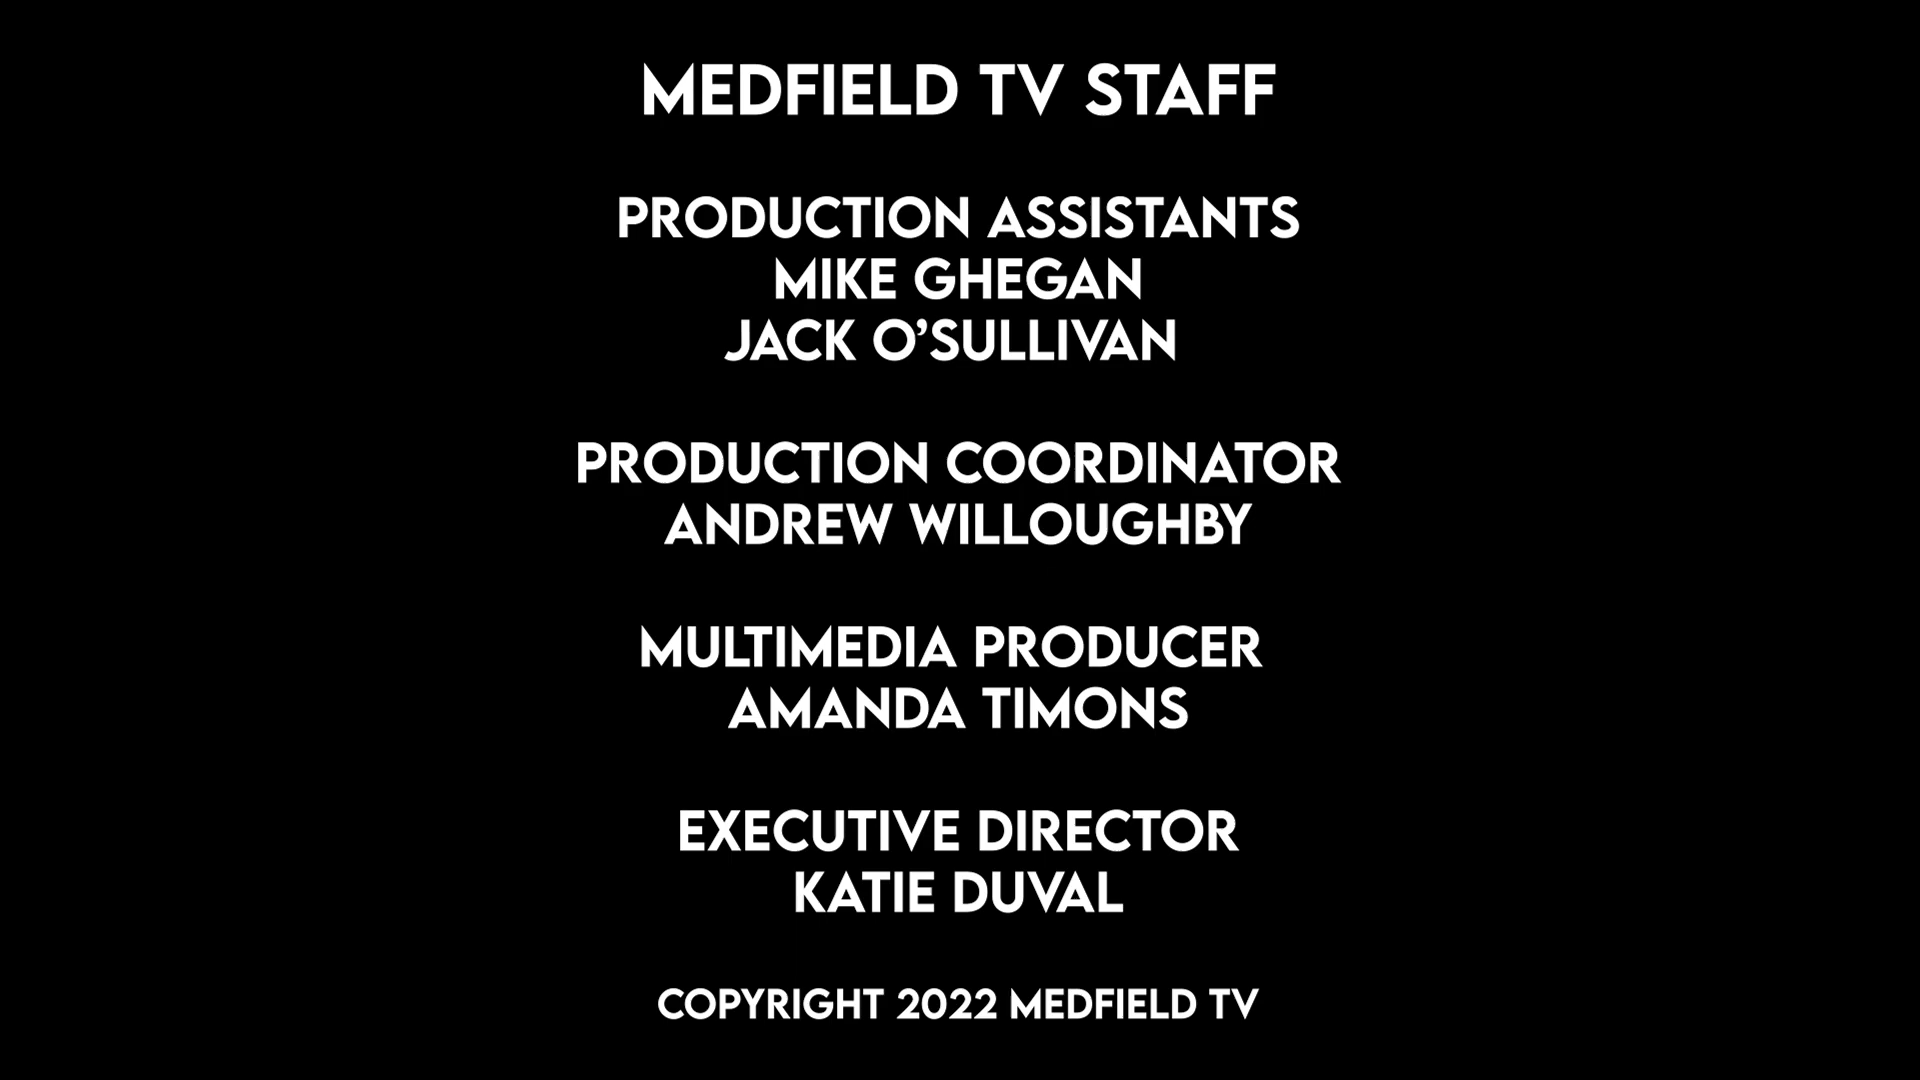 MEDFIELD TV STAFF
PRODUCTION ASSISTANTS
MIKE GHEGAN
JACK O’SULLIVAN
PRODUCTION COORDINATOR
ANDREW WILLOUGHBY
MULTIMEDIA PRODUCER
AMANDA TIMONS
EXECUTIVE DIRECTOR
KATIE DUVAL
COPYRIGHT 2022 MEDFIELD TV